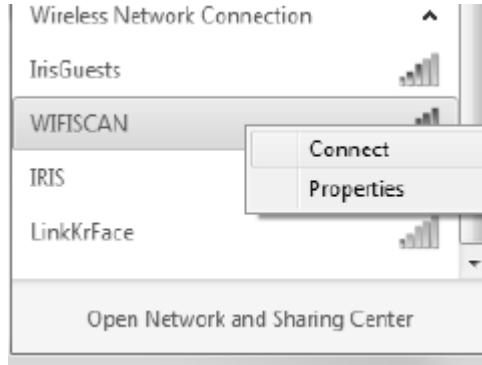 Wireless Network Connection
IrisGuests
WIFISCAN
Connect
IRIS
Properties
LinkKrFace
Open Network and Sharing Center